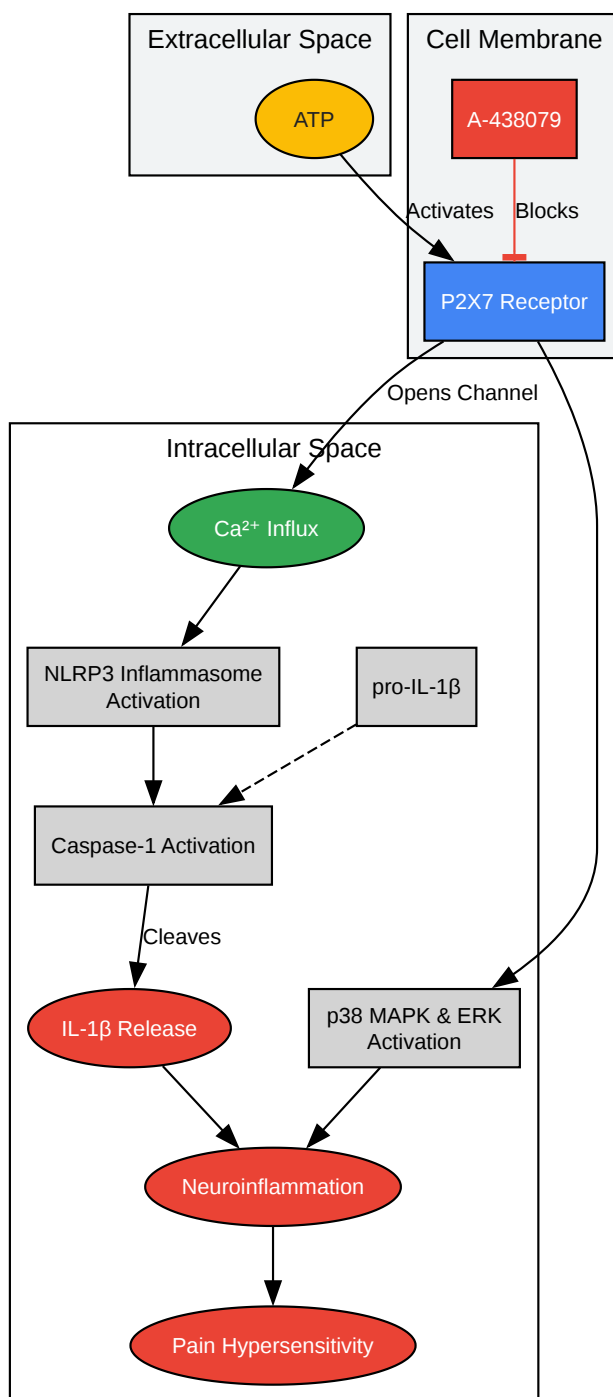 Extracellular Space
Cell Membrane
ATP
A-438079
Activates
Blocks
P2X7 Receptor
Opens Channel
Intracellular Space
Ca²⁺ Influx
NLRP3 Inflammasome
Activation
pro-IL-1β
Caspase-1 Activation
Cleaves
IL-1β Release
p38 MAPK & ERK
Activation
Neuroinflammation
Pain Hypersensitivity